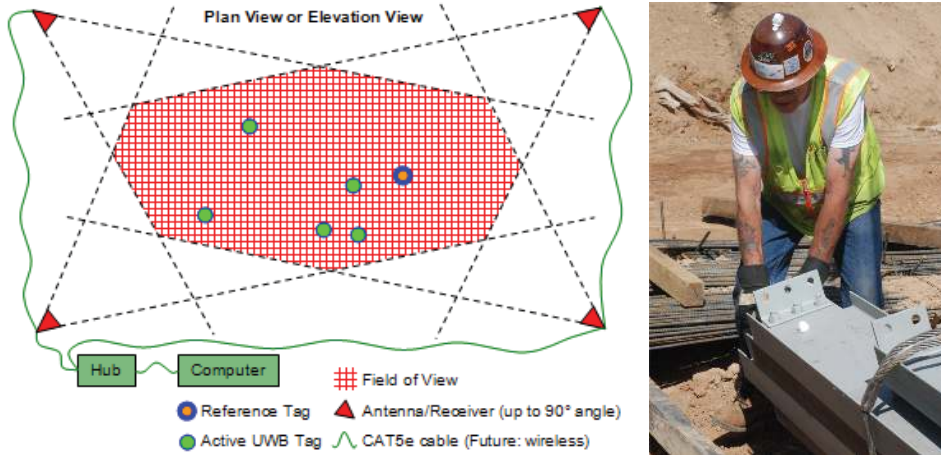 Plan View or Elevation View
Hub
Computer
Field of View
Reference Tag
Antenna/Receiver (up to 90° angle)
Active UWB Tag
CAT5e cable (Future: wireless)